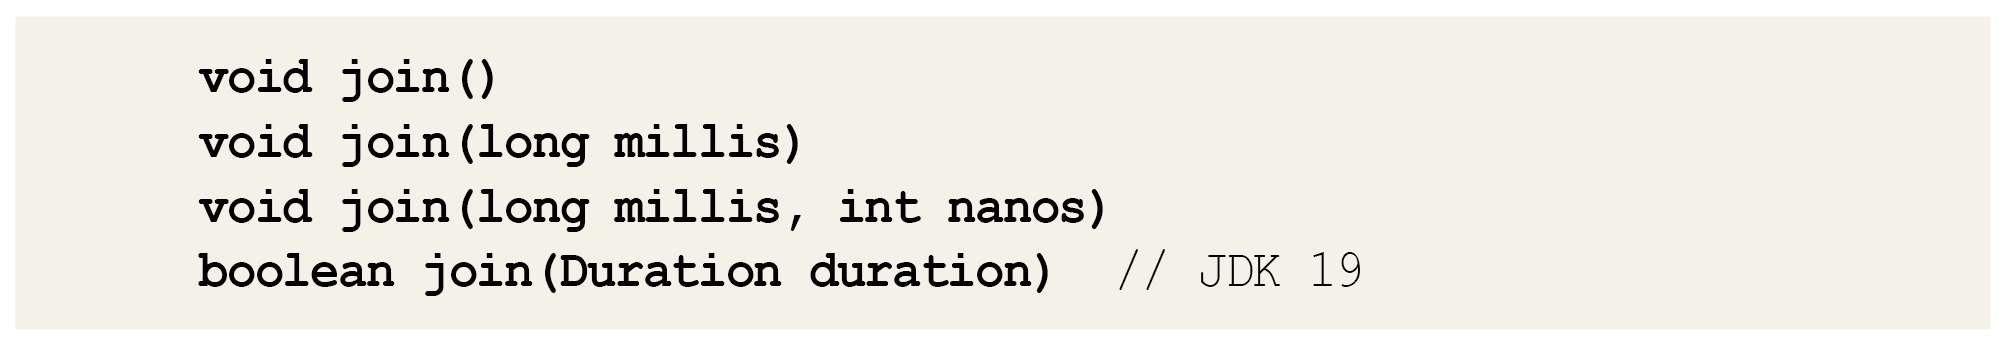 void join()
void join(long millis)
void join(long millis, int nanos)
boolean join(Duration duration)  // JDK 19